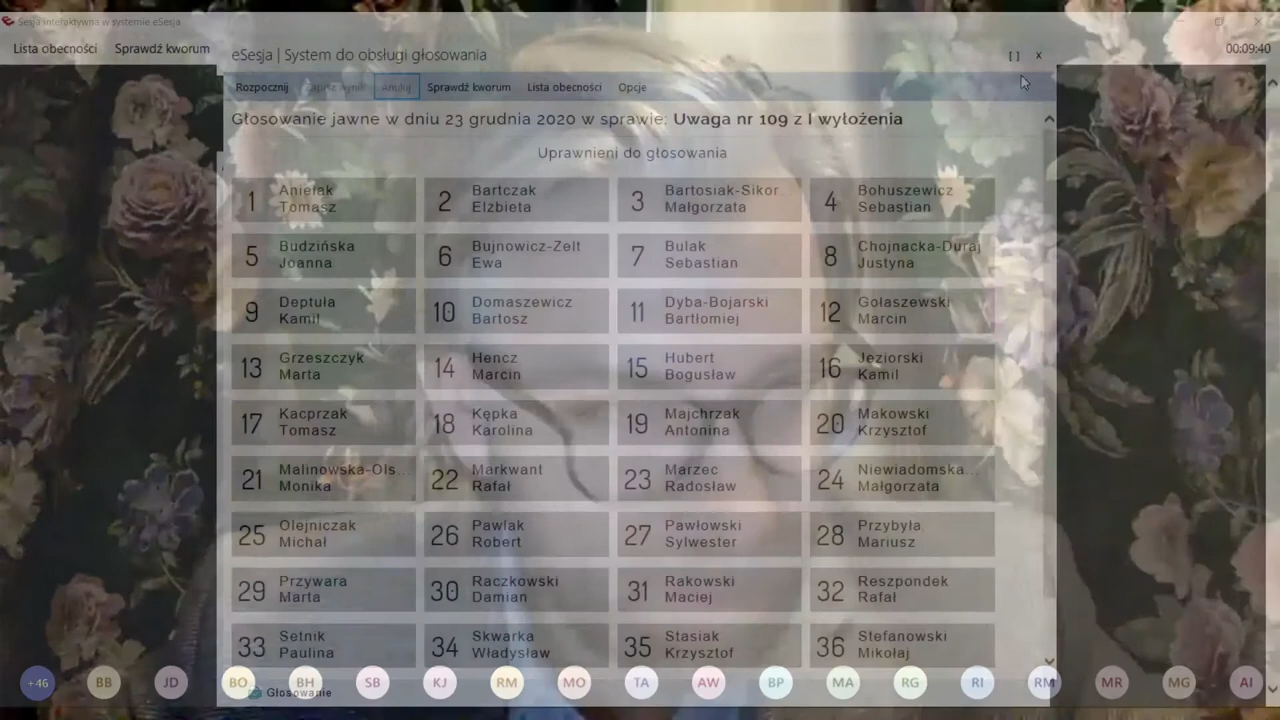 Sesja interaktywna w systemie eSesja
Lista obecności Sprawdź kworum
00:09:40
eSesja | System do obsługi głosowania
[ ] x
Rozpocznij Zapisz wyniki Anuluj Sprawdź kworum Lista obecności Opcje
Głosowanie jawne w dniu 23 grudnia 2020 w sprawie: Uwaga nr 109 z I wyłożenia
Uprawnieni do głosowania
1 Anielak Tomasz
2 Bartczak Elżbieta
3 Bartosiak-Sikor... Małgorzata
4 Bohuszewicz Sebastian
5 Budzińska Joanna
6 Bujnowicz-Zelt Ewa
7 Bulak Sebastian
8 Chojnacka-Duraj Justyna
9 Deptuła Kamil
10 Domaszewicz Bartosz
11 Dyba-Bojarski Bartłomiej
12 Gołaszewski Marcin
13 Grzeszczyk Marta
14 Hencz Marcin
15 Hubert Bogusław
16 Jeziorski Kamil
17 Kacprzak Tomasz
18 Kępka Karolina
19 Majchrzak Antonina
20 Makowski Krzysztof
21 Malinowska-Ols... Monika
22 Markwant Rafał
23 Marzec Radosław
24 Niewiadomska... Małgorzata
25 Olejniczak Michał
26 Pawlak Robert
27 Pawłowski Sylwester
28 Przybyła Mariusz
29 Przywara Marta
30 Raczkowski Damian
31 Rakowski Maciej
32 Reszpondek Rafał
33 Setnik Paulina
34 Skwarka Władysław
35 Stasiak Krzysztof
36 Stefanowski Mikołaj
+46 BB JD BO BH SB KJ RM MO TA AW BP MA RG RI RM MR MG AI
Głosowanie